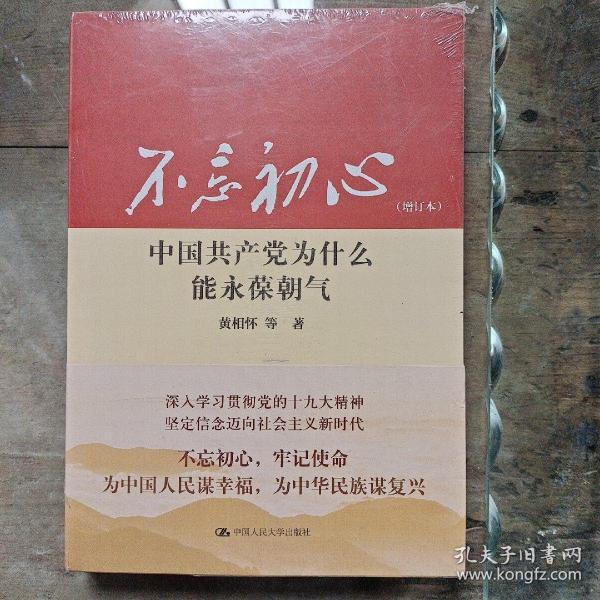 不忘初心
（增订本）
中国共产党为什么
能永葆朝气
黄相怀 等 著
深入学习贯彻党的十九大精神
坚定信念迈向社会主义新时代
不忘初心，牢记使命
为中国人民谋幸福，为中华民族谋复兴
中国人民大学出版社
孔夫子旧書网
www.kongfz.com